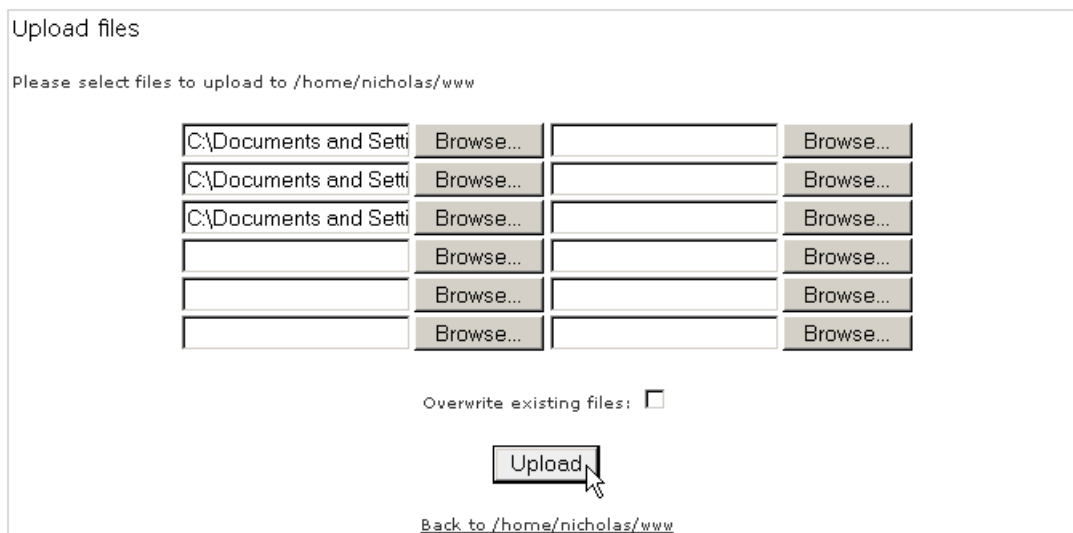 Upload files
Please select files to upload to /home/nicholas/www
C:\Documents and Setti Browse... Browse...
C:\Documents and Setti Browse... Browse...
C:\Documents and Setti Browse... Browse...
Browse... Browse...
Browse... Browse...
Browse... Browse...
Overwrite existing files:
Upload
Back to /home/nicholas/www